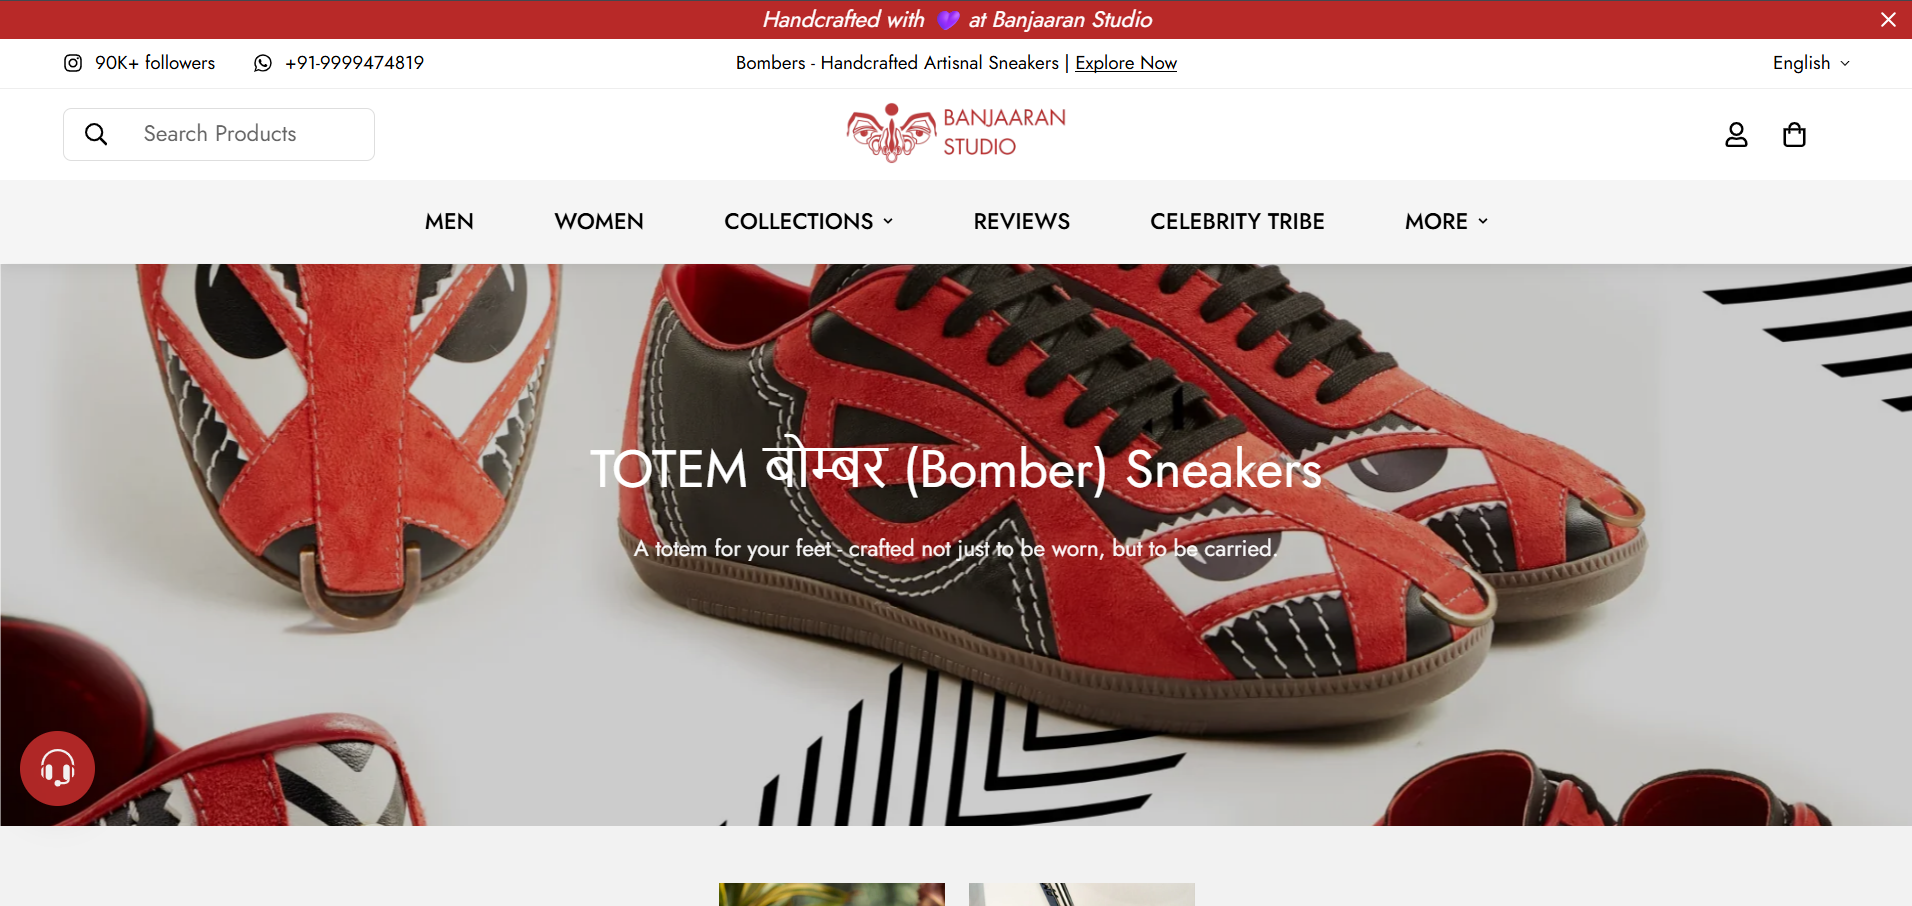 Handcrafted with 💜 at Banjaaran Studio
90K+ followers
+91-9999474819
Bombers - Handcrafted Artisnal Sneakers | Explore Now
English
Search Products
BANJAARAN
STUDIO
MEN
WOMEN
COLLECTIONS
REVIEWS
CELEBRITY TRIBE
MORE
TOTEM बोम्बर (Bomber) Sneakers
A totem for your feet - crafted not just to be worn, but to be carried.